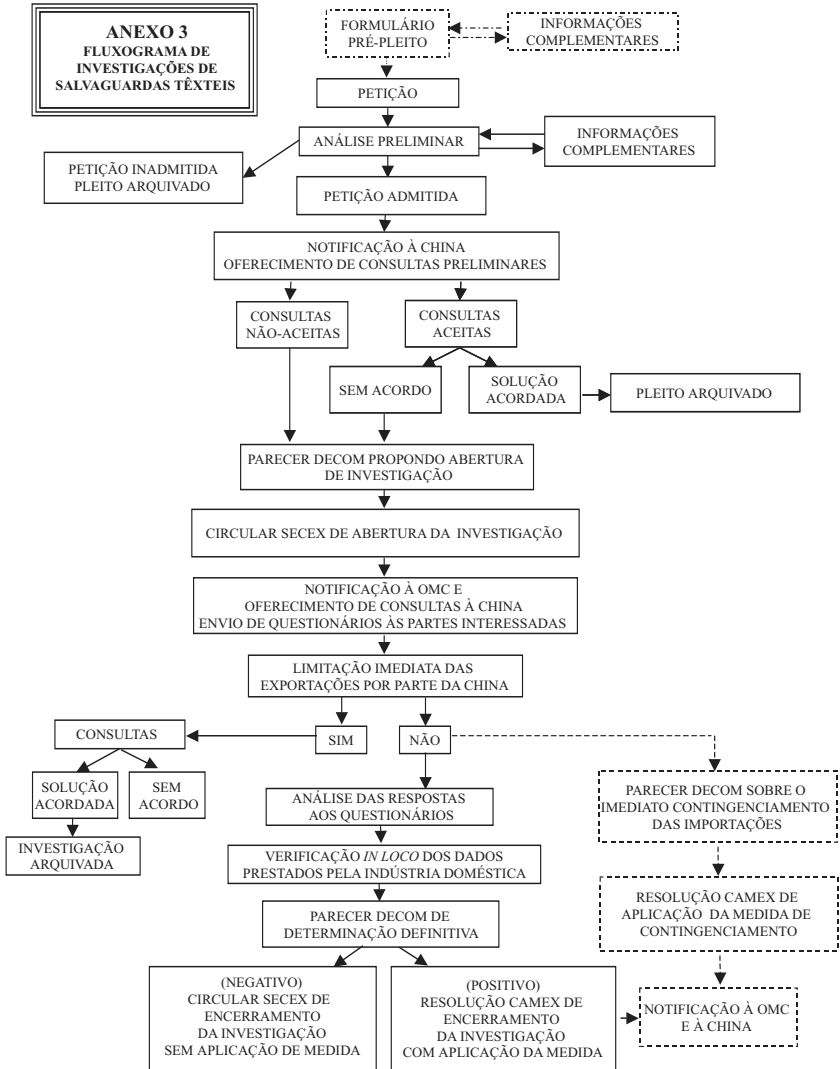 ANEXO 3
FLUXOGRAMA DE
INVESTIGAÇÕES DE
SALVAGUARDAS TÊXTEIS
FORMULÁRIO
PRÉ-PLEITO
INFORMAÇÕES
COMPLEMENTARES
PETIÇÃO
ANÁLISE PRELIMINAR
INFORMAÇÕES
COMPLEMENTARES
PETIÇÃO INADMITIDA
PLEITO ARQUIVADO
PETIÇÃO ADMITIDA
NOTIFICAÇÃO À CHINA
OFERECIMENTO DE CONSULTAS PRELIMINARES
CONSULTAS
NÃO-ACEITAS
CONSULTAS
ACEITAS
SEM ACORDO
SOLUÇÃO
ACORDADA
PLEITO ARQUIVADO
PARECER DECOM PROPONDO ABERTURA
DE INVESTIGAÇÃO
CIRCULAR SECEX DE ABERTURA DA INVESTIGAÇÃO
NOTIFICAÇÃO À OMC E
OFERECIMENTO DE CONSULTAS À CHINA
ENVIO DE QUESTIONÁRIOS ÀS PARTES INTERESSADAS
LIMITAÇÃO IMEDIATA DAS
EXPORTAÇÕES POR PARTE DA CHINA
CONSULTAS
SIM
NÃO
SOLUÇÃO
ACORDADA
SEM
ACORDO
INVESTIGAÇÃO
ARQUIVADA
ANÁLISE DAS RESPOSTAS
AOS QUESTIONÁRIOS
PARECER DECOM SOBRE O
IMEDIATO CONTINGENCIAMENTO
DAS IMPORTAÇÕES
VERIFICAÇÃO IN LOCO DOS DADOS
PRESTADOS PELA INDÚSTRIA DOMÉSTICA
RESOLUÇÃO CAMEX DE
APLICAÇÃO DA MEDIDA DE
CONTINGENCIAMENTO
PARECER DECOM DE
DETERMINAÇÃO DEFINITIVA
(NEGATIVO)
CIRCULAR SECEX DE
ENCERRAMENTO
DA INVESTIGAÇÃO
SEM APLICAÇÃO DE MEDIDA
(POSITIVO)
RESOLUÇÃO CAMEX DE
ENCERRAMENTO
DA INVESTIGAÇÃO
COM APLICAÇÃO DA MEDIDA
NOTIFICAÇÃO À OMC
E À CHINA